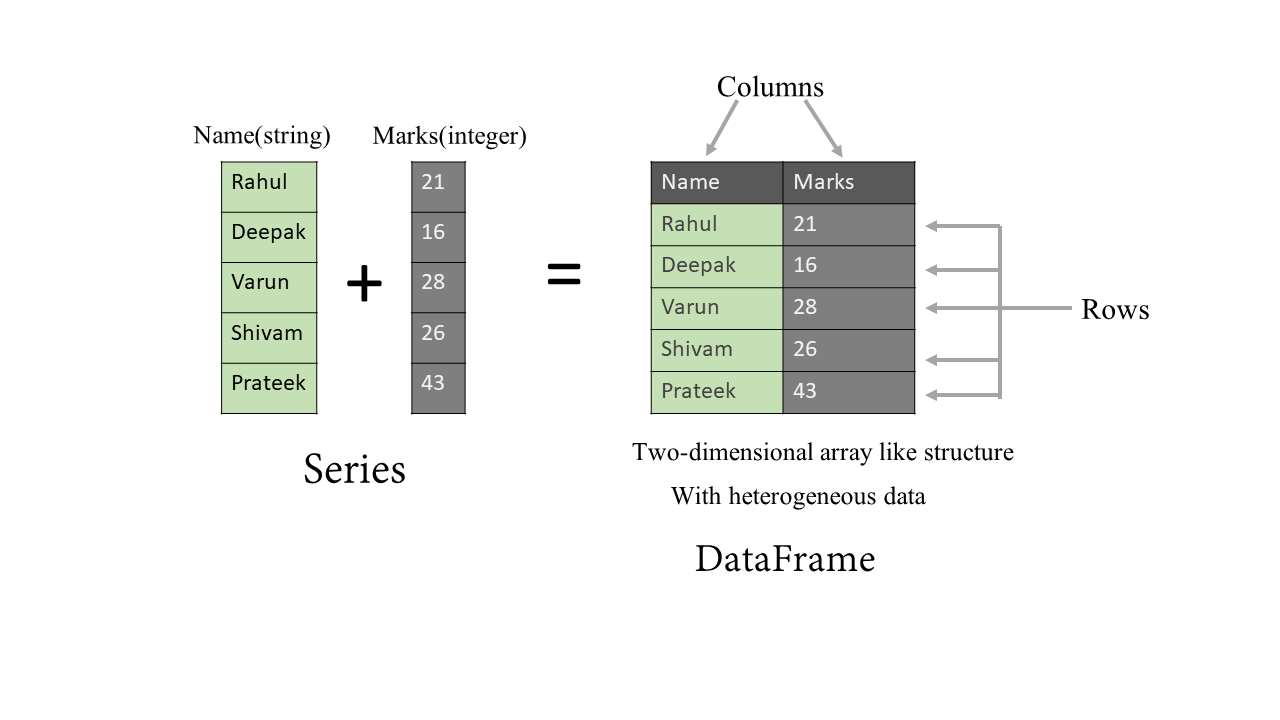 Columns
Name(string) Marks(integer)
Rahul 21
Deepak 16
Varun 28
Shivam 26
Prateek 43
+
=
Name Marks
Rahul 21
Deepak 16
Varun 28
Shivam 26
Prateek 43
Rows
Series
Two-dimensional array like structure
With heterogeneous data
DataFrame